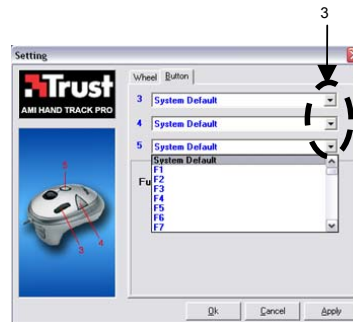 3
Setting
Trust
AMI HAND TRACK PRO
Wheel Button
3 System Default
4 System Default
5 System Default
System Default
F1
F2
F3
F4
F5
F6
F7
Fu
5
3 4
Ok Cancel Apply